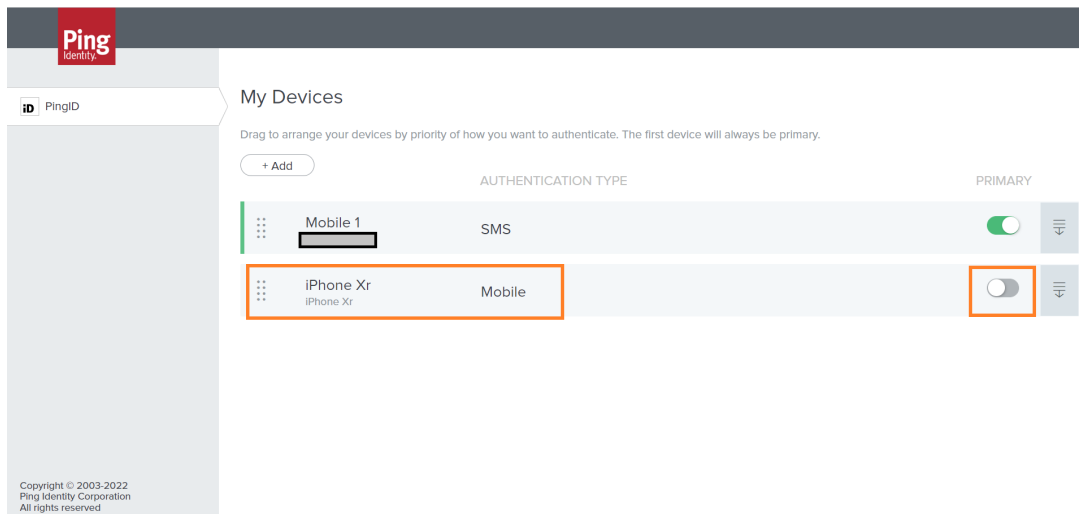 Ping
Identity.
iD PingID
My Devices
Drag to arrange your devices by priority of how you want to authenticate. The first device will always be primary.
+ Add
AUTHENTICATION TYPE PRIMARY
Mobile 1 SMS
iPhone Xr Mobile
iPhone Xr
Copyright © 2003-2022
Ping Identity Corporation
All rights reserved